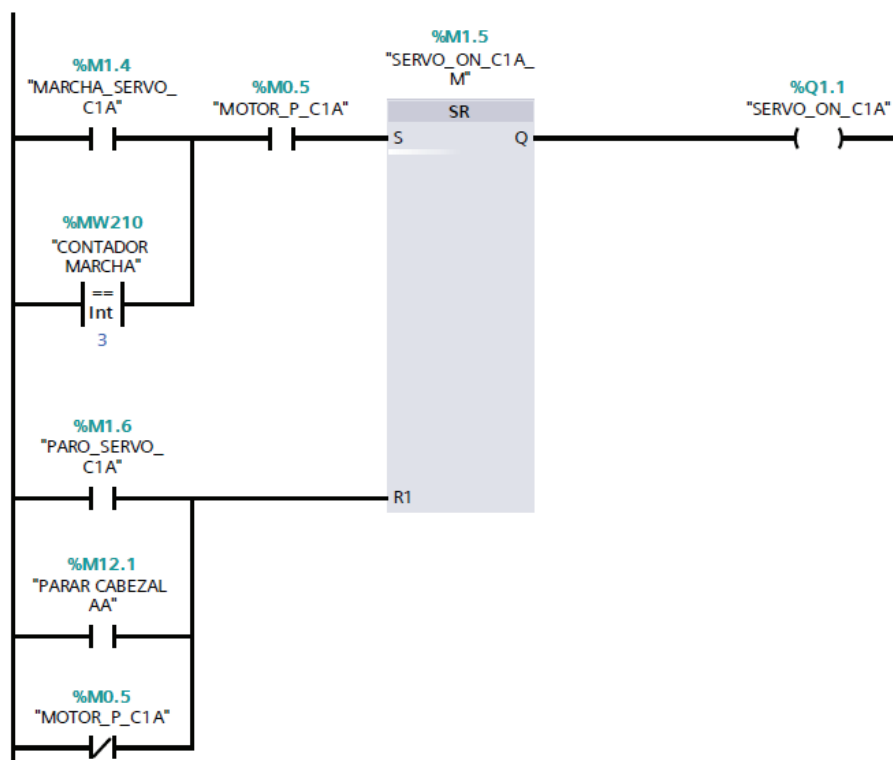 %M1.5
"SERVO_ON_C1A_
M"
%M1.4
"MARCHA_SERVO_
C1A"
%M0.5
"MOTOR_P_C1A"
%Q1.1
"SERVO_ON_C1A"
SR
S
Q
%MW210
"CONTADOR
MARCHA"
==
Int
3
%M1.6
"PARO_SERVO_
C1A"
R1
%M12.1
"PARAR CABEZAL
AA"
%M0.5
"MOTOR_P_C1A"